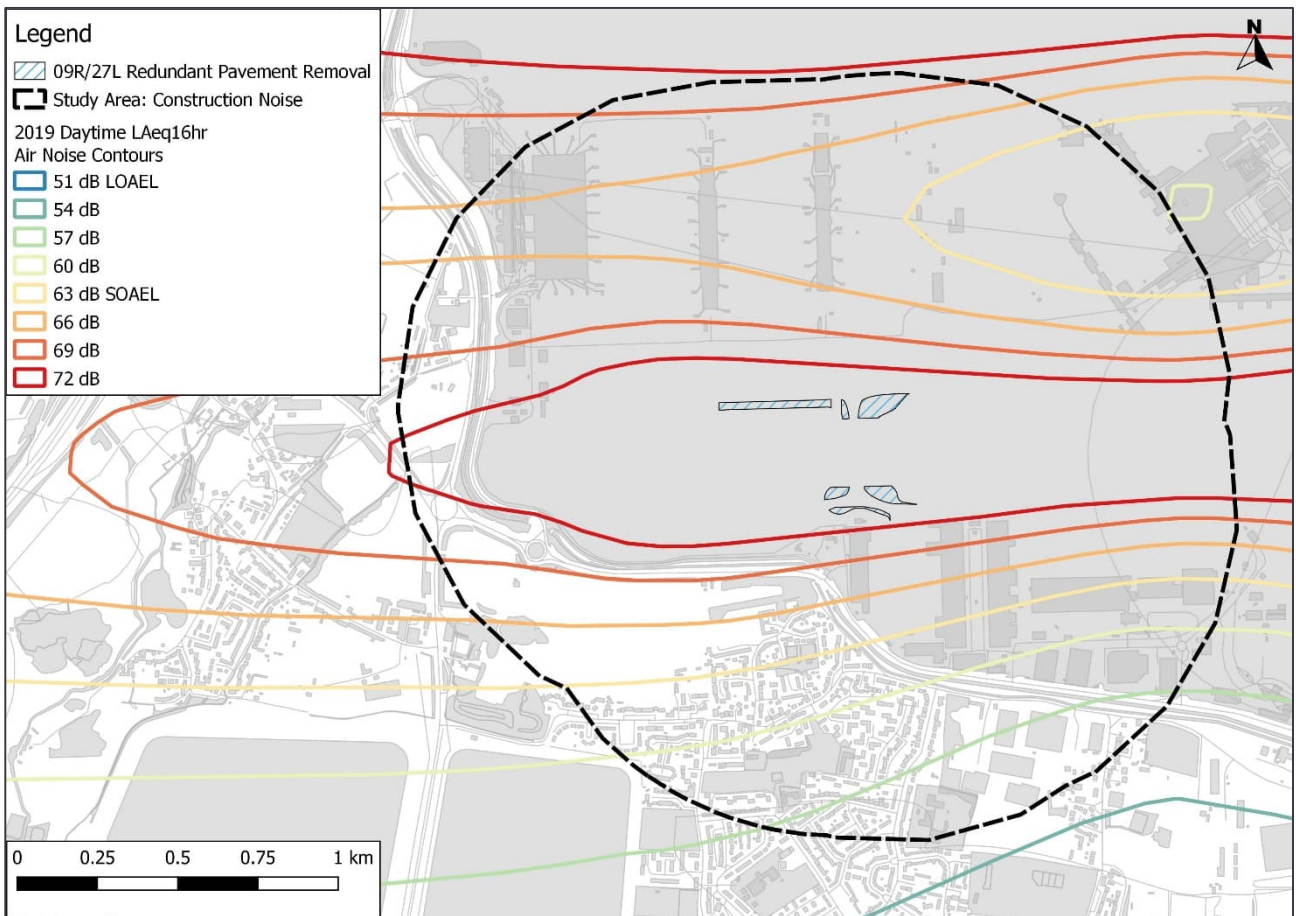 Legend
09R/27L Redundant Pavement Removal
Study Area: Construction Noise
2019 Daytime LAeq16hr
Air Noise Contours
51 dB LOAEL
54 dB
57 dB
60 dB
63 dB SOAEL
66 dB
69 dB
72 dB
N
0 0.25 0.5 0.75 1 km